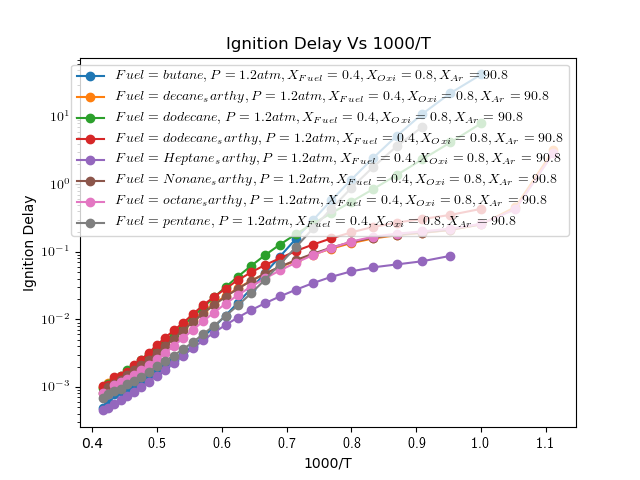 Ignition Delay Vs 1000/T
Fuel = butane, P = 1.2atm, X_Fuel = 0.4, X_Oxi = 0.8, X_Ar = 90.8
Fuel = decane_sarthy, P = 1.2atm, X_Fuel = 0.4, X_Oxi = 0.8, X_Ar = 90.8
Fuel = dodecane, P = 1.2atm, X_Fuel = 0.4, X_Oxi = 0.8, X_Ar = 90.8
Fuel = dodecane_sarthy, P = 1.2atm, X_Fuel = 0.4, X_Oxi = 0.8, X_Ar = 90.8
Fuel = Heptane_sarthy, P = 1.2atm, X_Fuel = 0.4, X_Oxi = 0.8, X_Ar = 90.8
Fuel = Nonane_sarthy, P = 1.2atm, X_Fuel = 0.4, X_Oxi = 0.8, X_Ar = 90.8
Fuel = octane_sarthy, P = 1.2atm, X_Fuel = 0.4, X_Oxi = 0.8, X_Ar = 90.8
Fuel = pentane, P = 1.2atm, X_Fuel = 0.4, X_Oxi = 0.8, X_Ar = 90.8
10^1
10^0
10^−1
10^−2
10^−3
Ignition Delay
0.4 0.5 0.6 0.7 0.8 0.9 1.0 1.1
1000/T